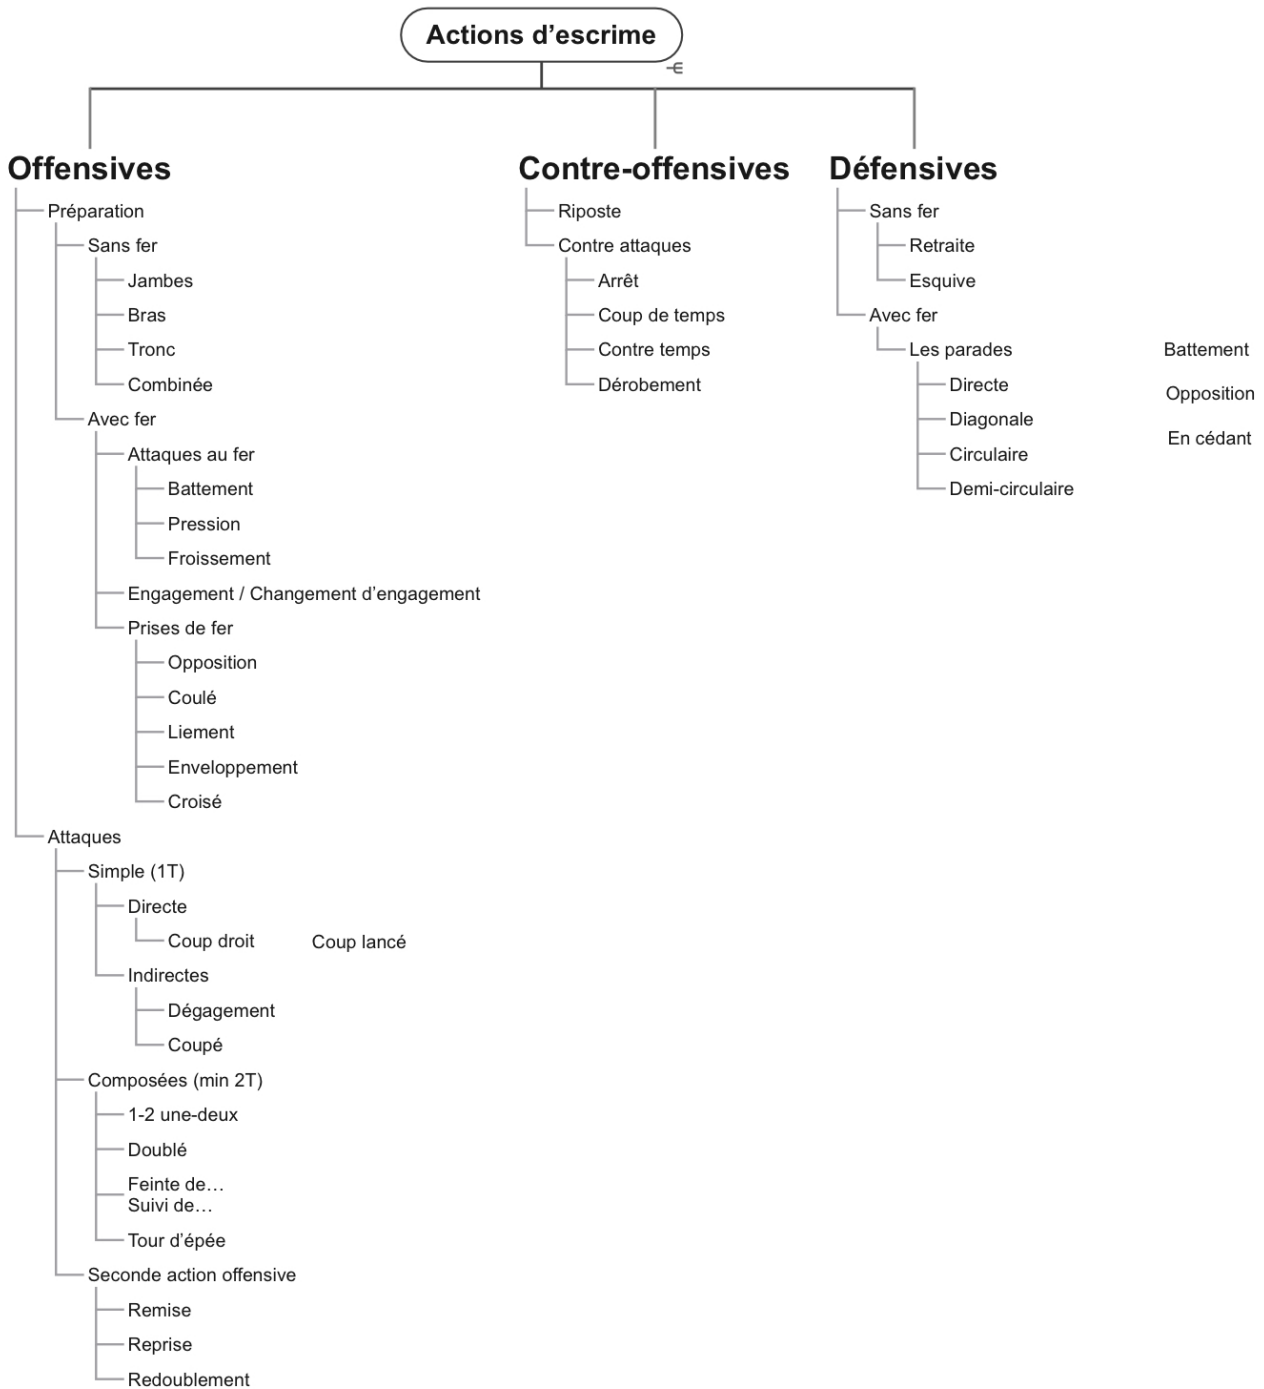 Actions d’escrime
Offensives
Préparation
Sans fer
Jambes
Bras
Tronc
Combinée
Avec fer
Attaques au fer
Battement
Pression
Froissement
Engagement / Changement d’engagement
Prises de fer
Opposition
Coulé
Liement
Enveloppement
Croisé
Attaques
Simple (1T)
Directe
Coup droit
Coup lancé
Indirectes
Dégagement
Coupé
Composées (min 2T)
1-2 une-deux
Doublé
Feinte de…
Suivi de…
Tour d’épée
Seconde action offensive
Remise
Reprise
Redoublement
Contre-offensives
Riposte
Contre attaques
Arrêt
Coup de temps
Contre temps
Dérobement
Défensives
Sans fer
Retraite
Esquive
Avec fer
Les parades
Directe
Diagonale
Circulaire
Demi-circulaire
Battement
Opposition
En cédant